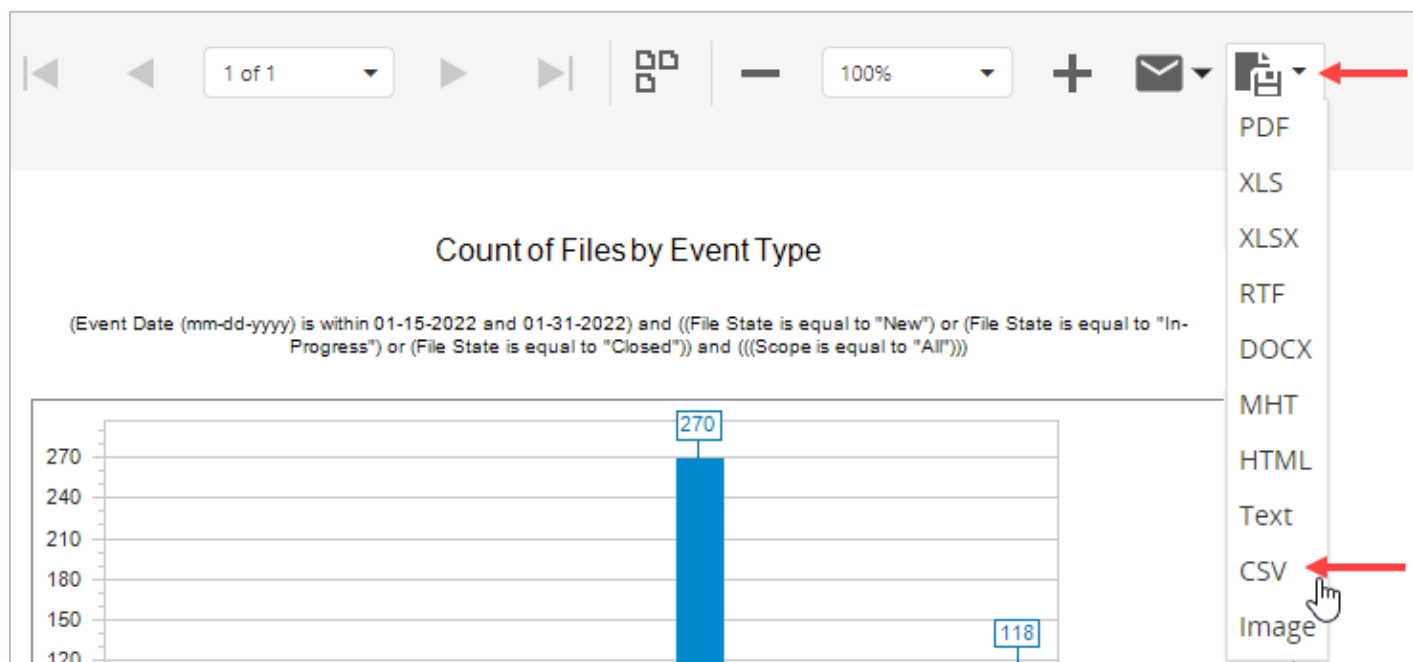 1 of 1
100%
PDF
XLS
XLSX
RTF
DOCX
MHT
HTML
Text
CSV
Image
Count of Files by Event Type
(Event Date (mm-dd-yyyy) is within 01-15-2022 and 01-31-2022) and ((File State is equal to "New") or (File State is equal to "In-
Progress") or (File State is equal to "Closed")) and (((Scope is equal to "All")))
270
270
240
210
180
150
118
120